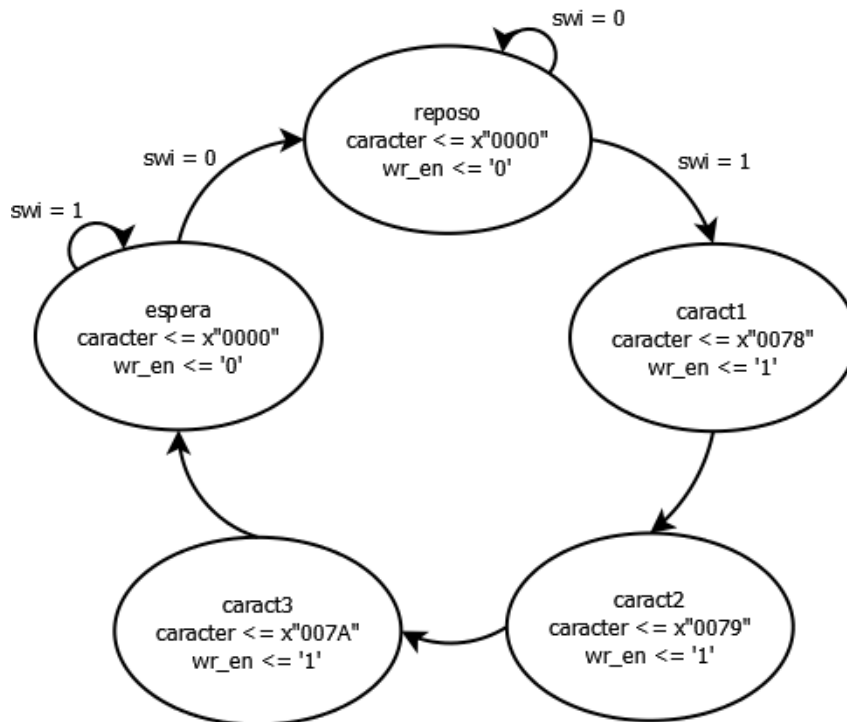 swi = 0
reposo
caracter <= x"0000"
wr_en <= '0'
swi = 1
caract1
caracter <= x"0078"
wr_en <= '1'
caract2
caracter <= x"0079"
wr_en <= '1'
caract3
caracter <= x"007A"
wr_en <= '1'
espera
caracter <= x"0000"
wr_en <= '0'
swi = 1
swi = 0